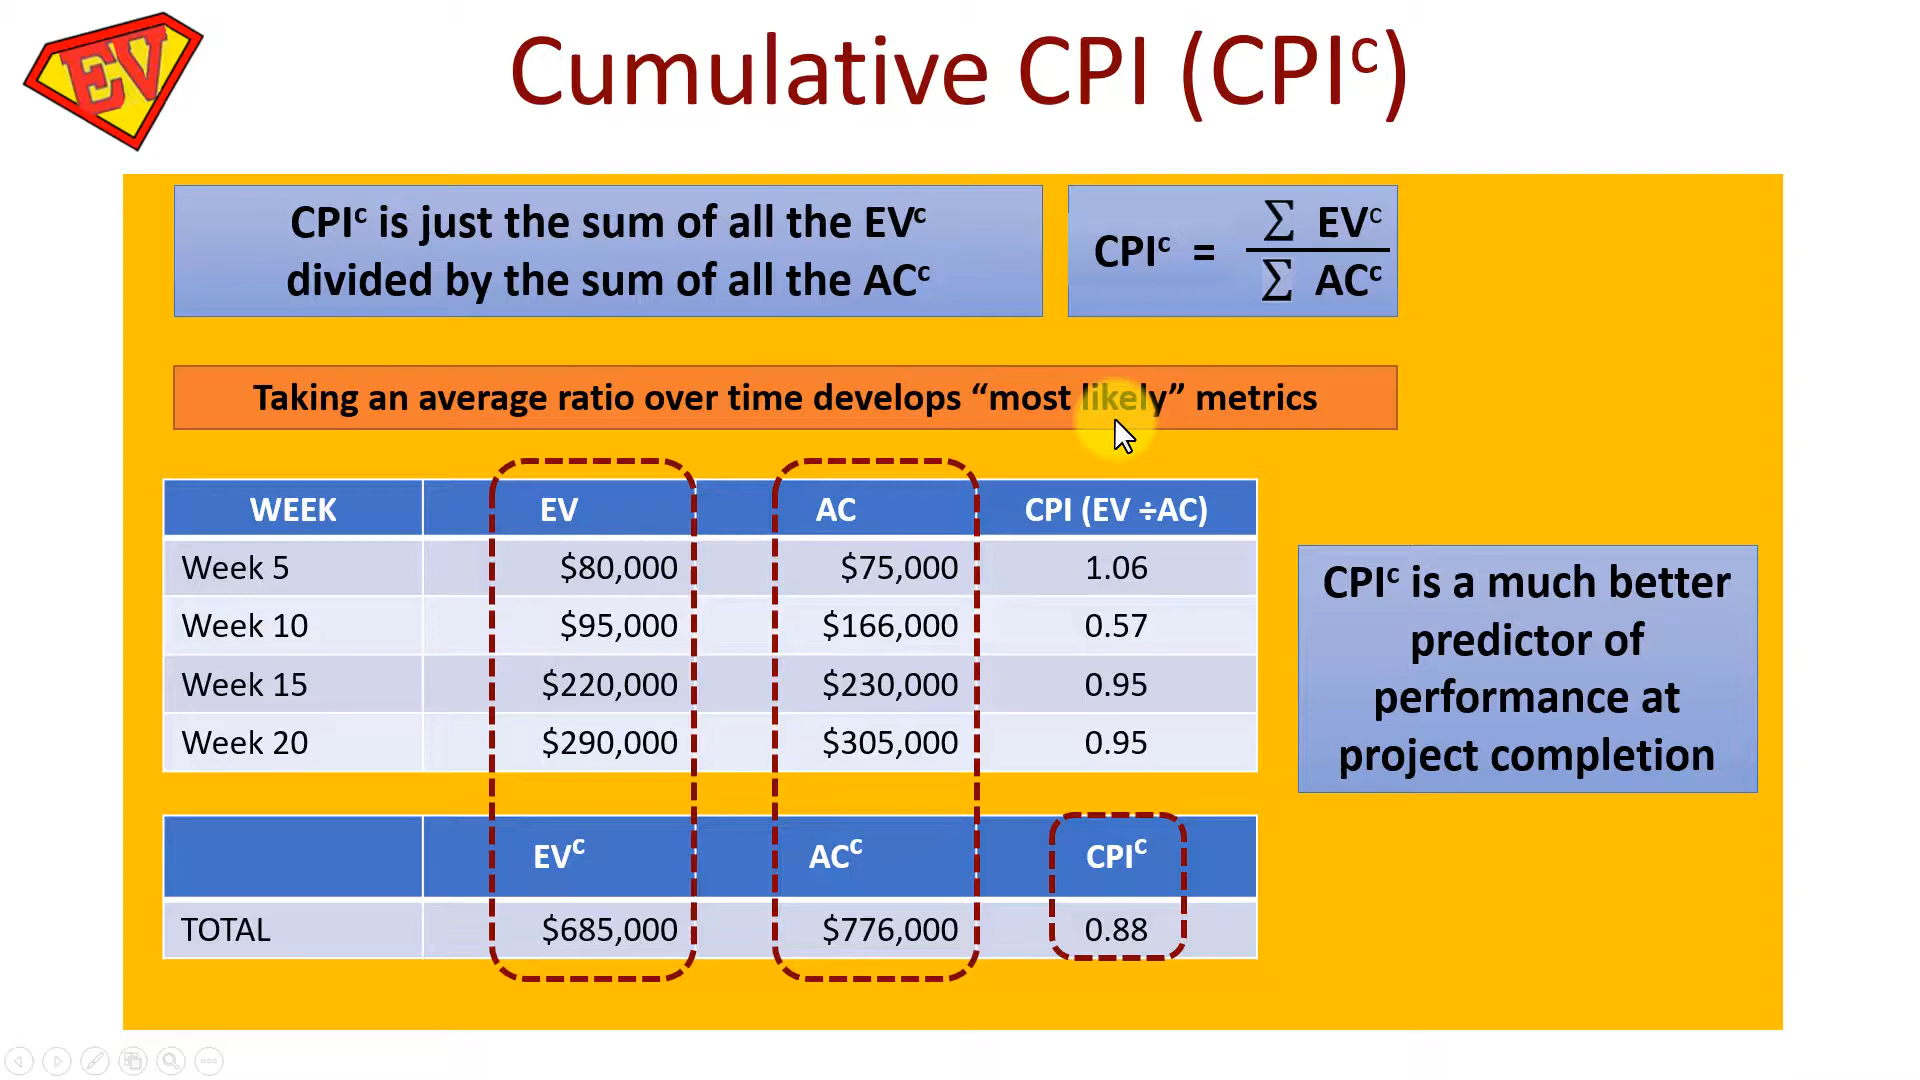 EV
Cumulative CPI (CPIᶜ)
CPIᶜ is just the sum of all the EVᶜ
divided by the sum of all the ACᶜ
CPIᶜ = ∑ EVᶜ
∑ ACᶜ
Taking an average ratio over time develops “most likely” metrics
WEEK EV AC CPI (EV ÷AC)
Week 5 $80,000 $75,000 1.06
Week 10 $95,000 $166,000 0.57
Week 15 $220,000 $230,000 0.95
Week 20 $290,000 $305,000 0.95
EVᶜ ACᶜ CPIᶜ
TOTAL $685,000 $776,000 0.88
CPIᶜ is a much better
predictor of
performance at
project completion